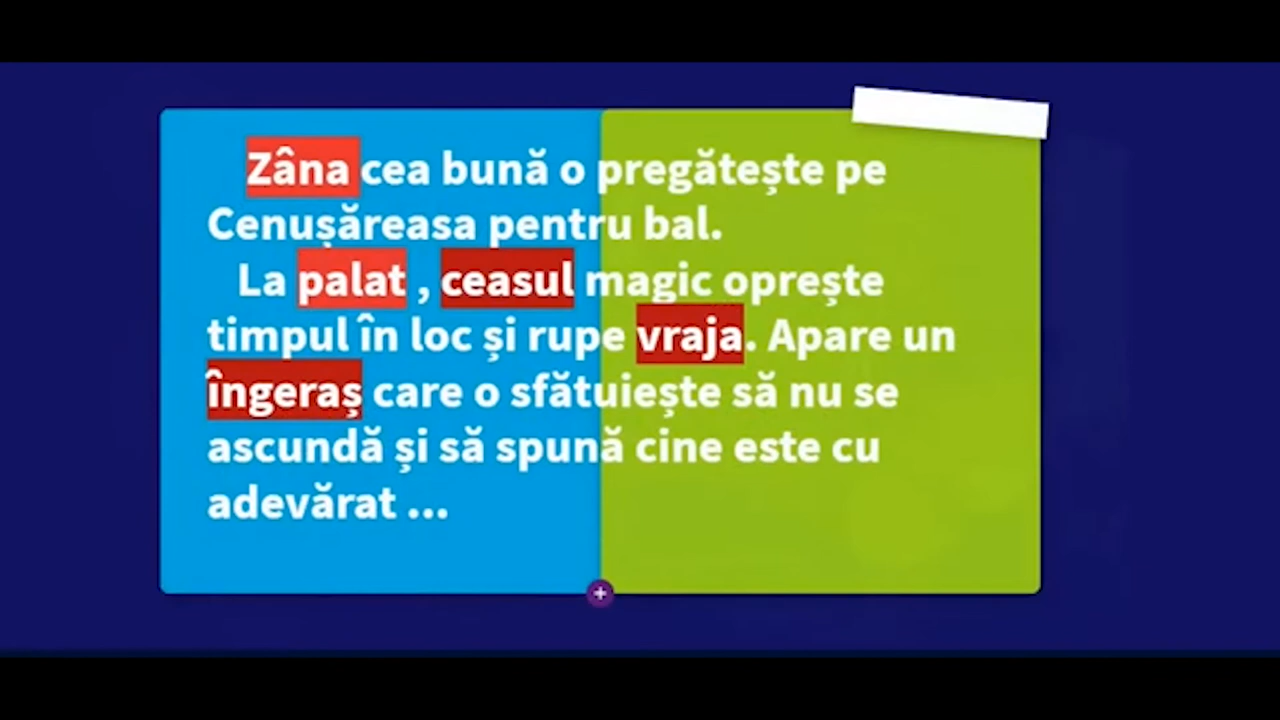 Zâna cea bună o pregătește pe
Cenușăreasa pentru bal.
La palat , ceasul magic oprește
timpul în loc și rupe vraja. Apare un
îngeraș care o sfătuiește să nu se
ascundă și să spună cine este cu
adevărat ...